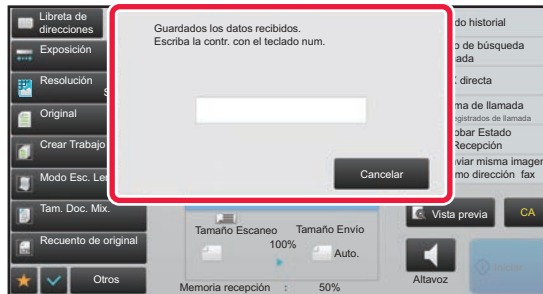 Libreta de
direcciones
Exposición
Resolución
S
Original
Crear Trabajo
Modo Esc. Le
Tam. Doc. Mix.
Recuento de original
Otros
Guardados los datos recibidos.
Escriba la contr. con el teclado num.
Cancelar
Tamaño Escaneo
Tamaño Envío
100%
Auto.
Memoria recepción : 50%
do historial
o de búsqueda
ada
directa
ma de llamada
egistrados de llamada
obar Estado
Recepción
viar misma imagen
mo dirección fax
Vista previa
CA
Altavoz